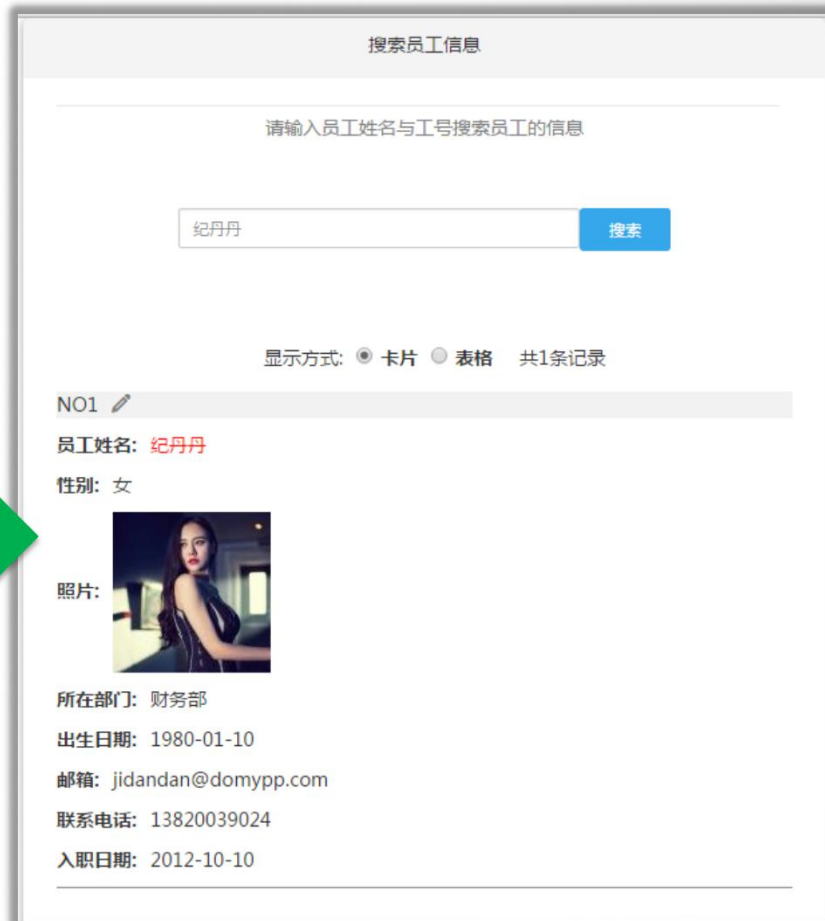 搜索员工信息
请输入员工姓名与工号搜索员工的信息
纪丹丹 搜索
显示方式: 卡片 表格 共1条记录
NO1
员工姓名: 纪丹丹
性别: 女
照片:
所在部门: 财务部
出生日期: 1980-01-10
邮箱: jidandan@domypp.com
联系电话: 13820039024
入职日期: 2012-10-10